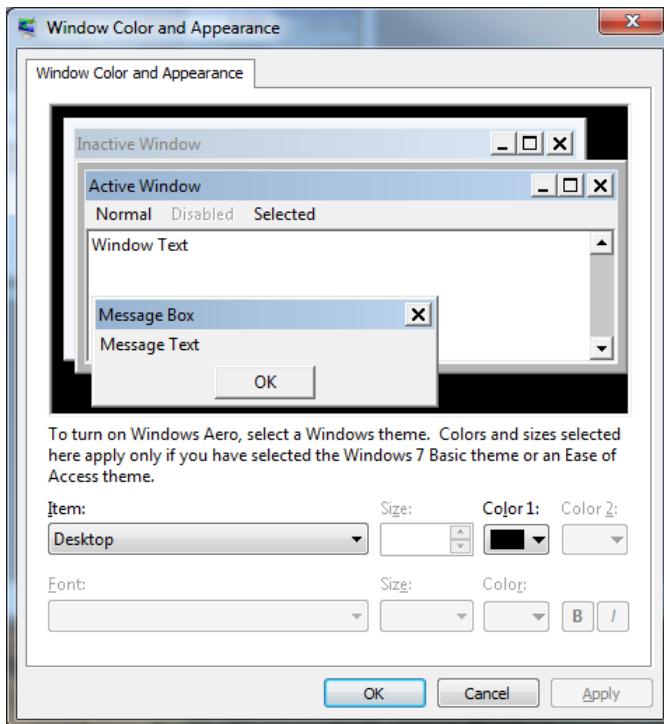 Window Color and Appearance
Window Color and Appearance
Inactive Window
Active Window
Normal Disabled Selected
Window Text
Message Box
Message Text
OK
To turn on Windows Aero, select a Windows theme. Colors and sizes selected
here apply only if you have selected the Windows 7 Basic theme or an Ease of
Access theme.
Item: Size: Color 1: Color 2:
Desktop
Font: Size: Color:
B I
OK Cancel Apply